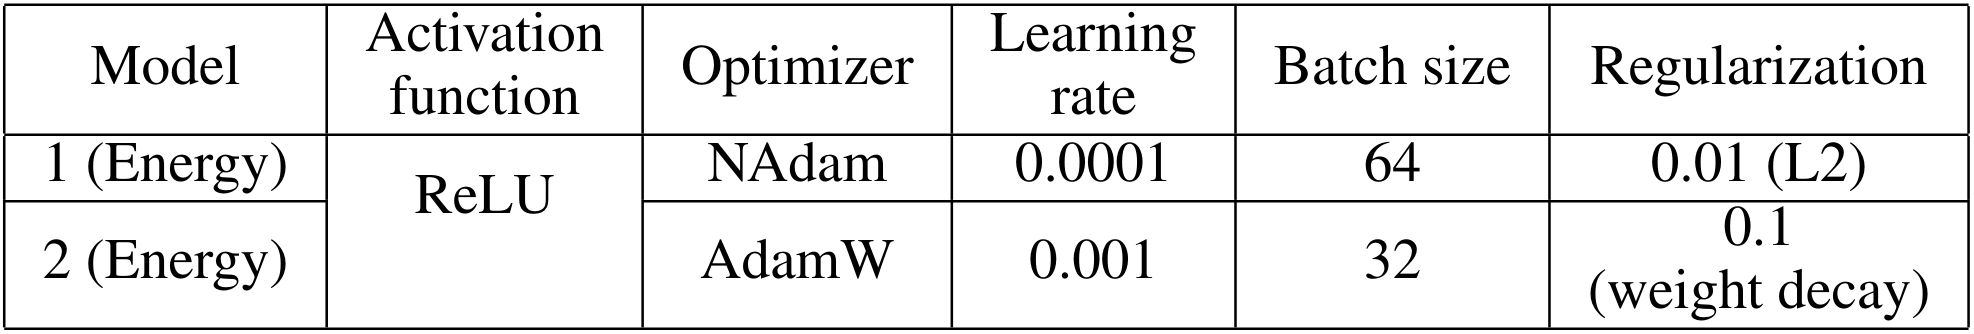 Model
Activation
function
Optimizer
Learning
rate
Batch size
Regularization
1 (Energy)
ReLU
NAdam
0.0001
64
0.01 (L2)
2 (Energy)
AdamW
0.001
32
0.1
(weight decay)